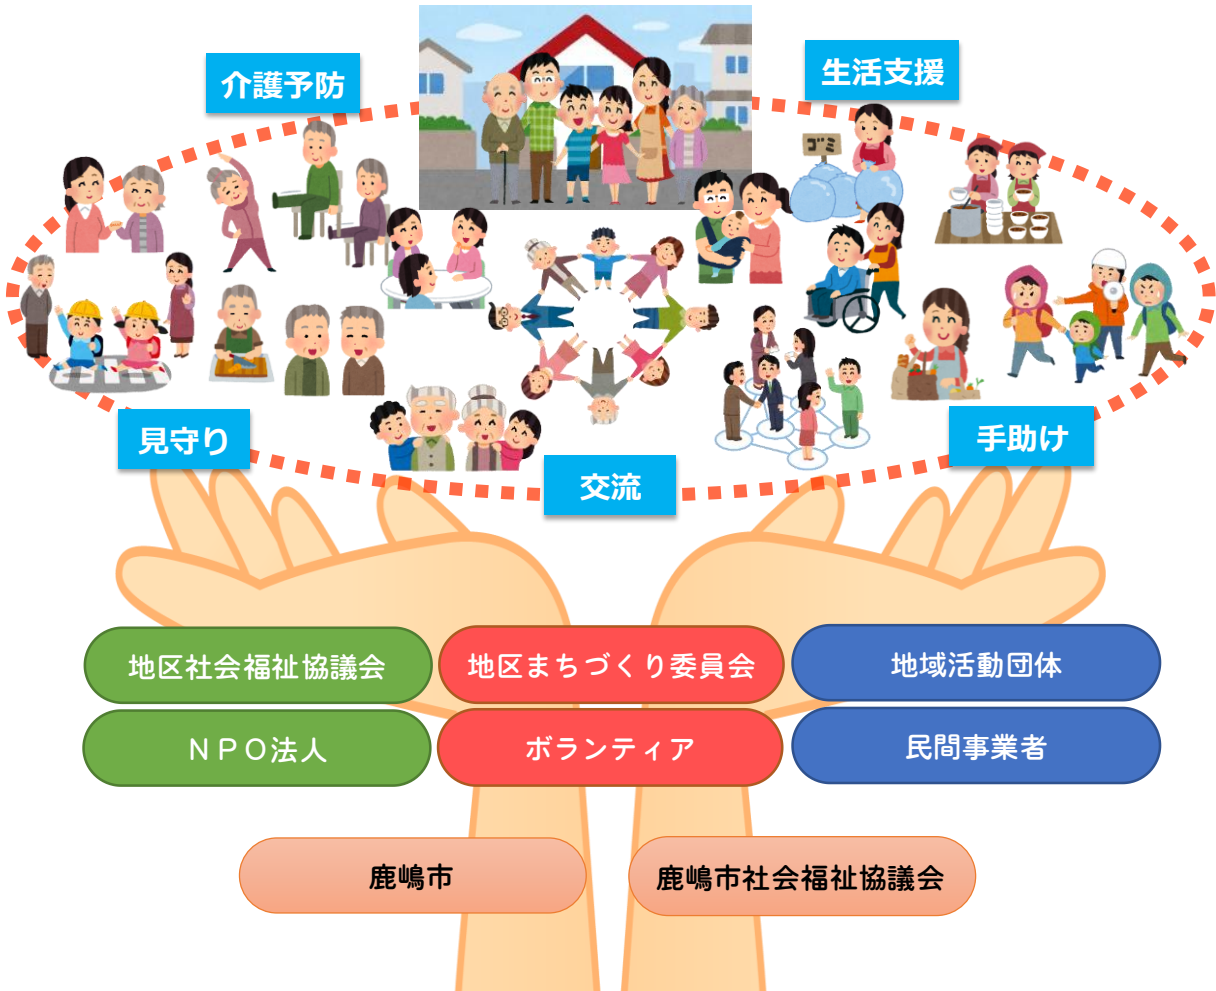 介護予防
生活支援
ゴミ
見守り
手助け
交流
地区社会福祉協議会
地区まちづくり委員会
地域活動団体
ＮＰＯ法人
ボランティア
民間事業者
鹿嶋市
鹿嶋市社会福祉協議会